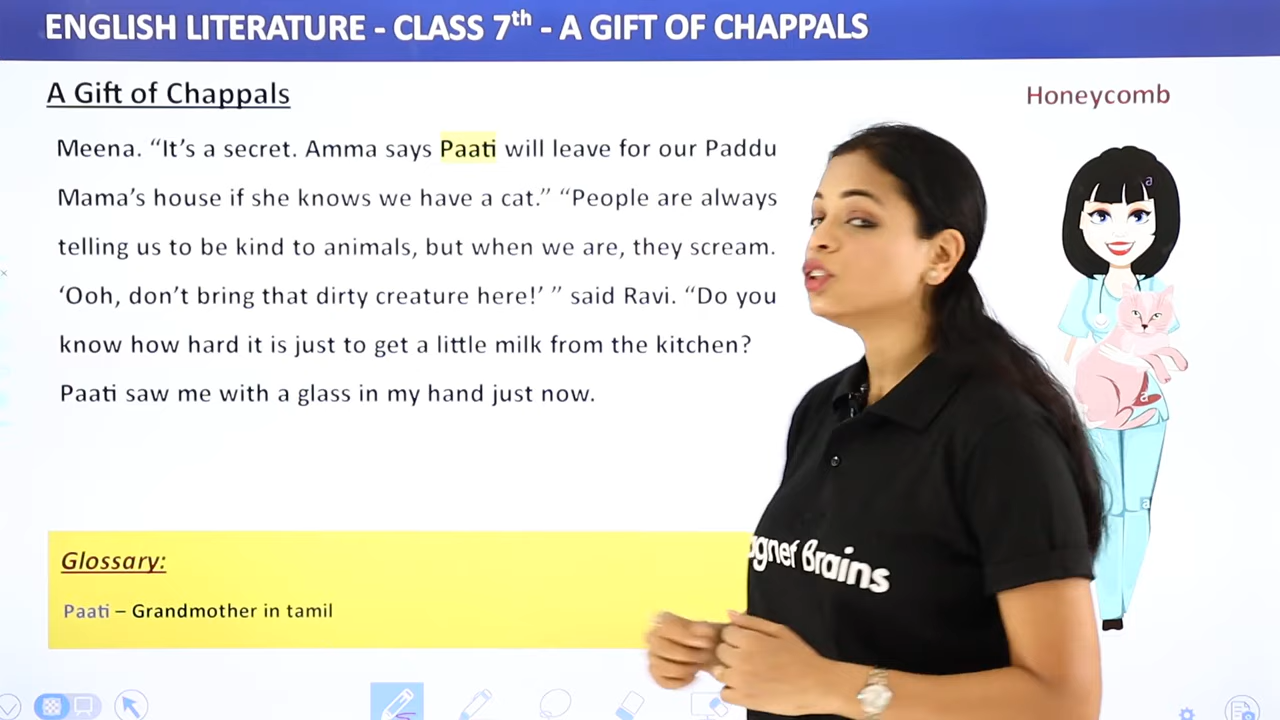 ENGLISH LITERATURE - CLASS 7th - A GIFT OF CHAPPALS
A Gift of Chappals
Honeycomb
Meena. “It’s a secret. Amma says Paati will leave for our Paddu
Mama’s house if she knows we have a cat.” “People are always
telling us to be kind to animals, but when we are, they scream.
‘Ooh, don’t bring that dirty creature here!’ ” said Ravi. “Do you
know how hard it is just to get a little milk from the kitchen?
Paati saw me with a glass in my hand just now.
Glossary:
Paati – Grandmother in tamil
Brains